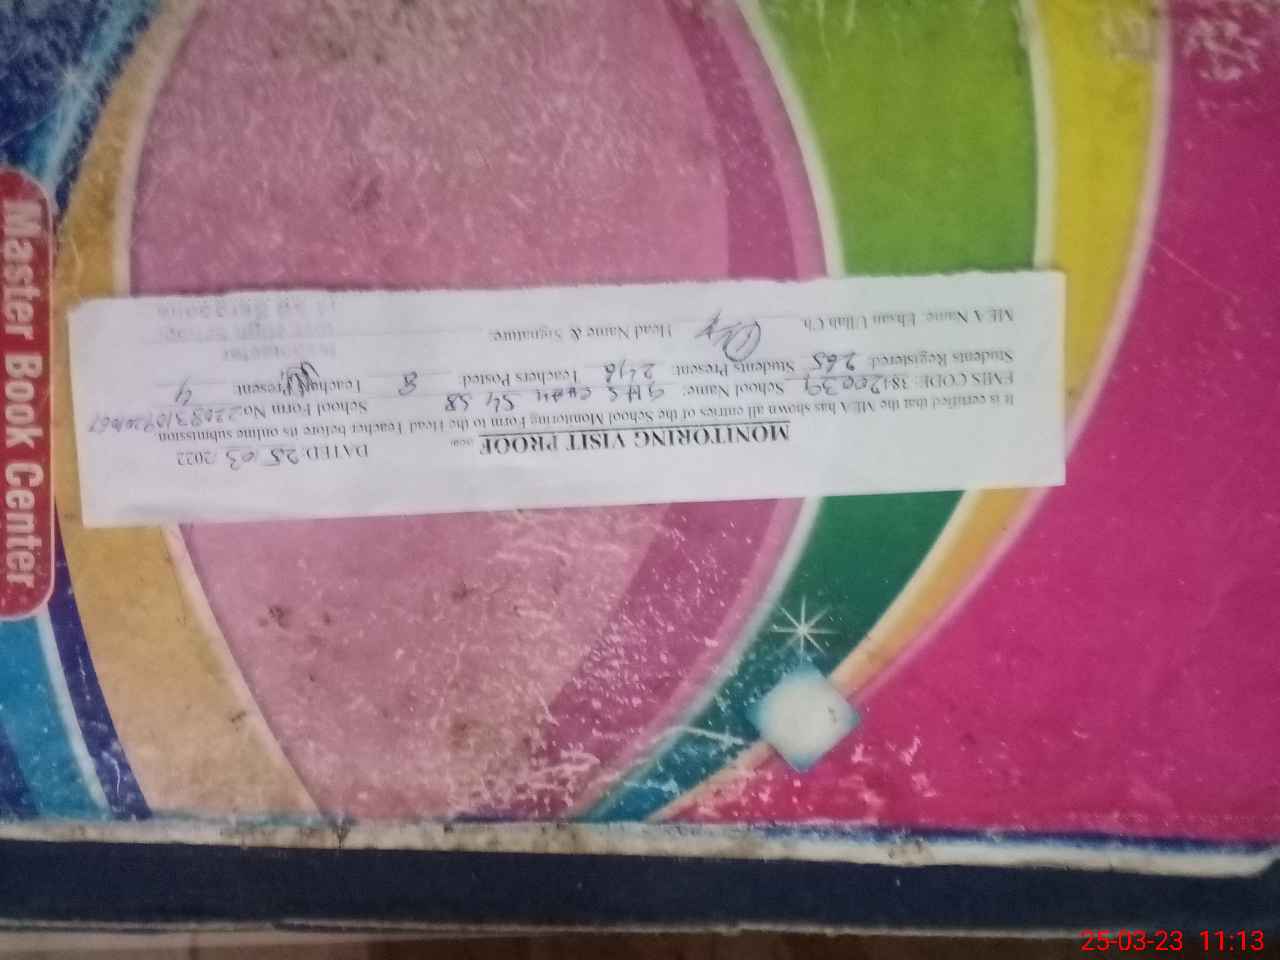 MONITORING VISIT PROOF
DATED: 25/03/2022
It is certified that the MEA has shown all entries of the School Monitoring Form to the Head Teacher before its online submission
EMIS CODE: 38420039 School Name: GHS Chak 54 SB School Form No:
Students Registered: 265 Students Present: Teachers Posted: 8 Teachers Present: 4
MEA Name: Ehsan Ullah Ch. Head Name & Signature:
Master Book Center
25-03-23 11:13